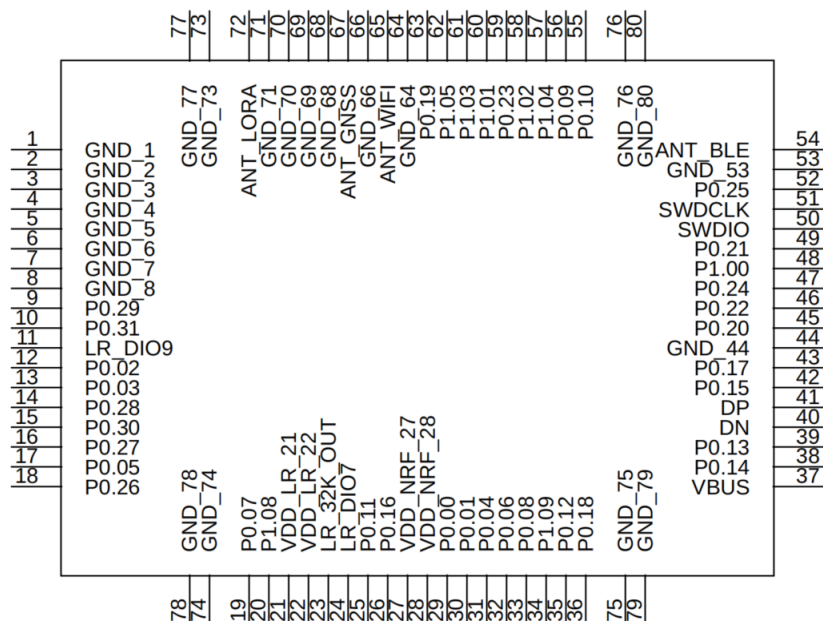 77 73 72 71 70 69 68 67 66 65 64 63 62 61 60 59 58 57 56 55 76 80
GND_77 GND_73 ANT_LORA GND_71 GND_70 GND_69 GND_68 ANT_GNSS GND_66 ANT_WIFI GND_64 P0.19 P1.05 P1.03 P1.01 P0.23 P1.02 P1.04 P0.09 P0.10 GND_76 GND_80
1 GND_1 ANT_BLE 54
2 GND_2 GND_53 53
3 GND_3 P0.25 52
4 GND_4 SWDCLK 51
5 GND_5 SWDIO 50
6 GND_6 P0.21 49
7 GND_7 P1.00 48
8 GND_8 P0.24 47
9 P0.29 P0.22 46
10 P0.31 P0.20 45
11 LR_DIO9 GND_44 44
12 P0.02 P0.17 43
13 P0.03 P0.15 42
14 P0.28 DP 41
15 P0.30 DN 40
16 P0.27 P0.13 39
17 P0.05 P0.14 38
18 P0.26 VBUS 37
GND_78 GND_74 P0.07 P1.08 VDD_LR_21 VDD_LR_22 LR_32K_OUT LR_DIO7 P0.11 P0.16 VDD_NRF_27 VDD_NRF_28 P0.00 P0.01 P0.04 P0.06 P0.08 P1.09 P0.12 P0.18 GND_75 GND_79
78 74 19 20 21 22 23 24 25 26 27 28 29 30 31 32 33 34 35 36 75 79